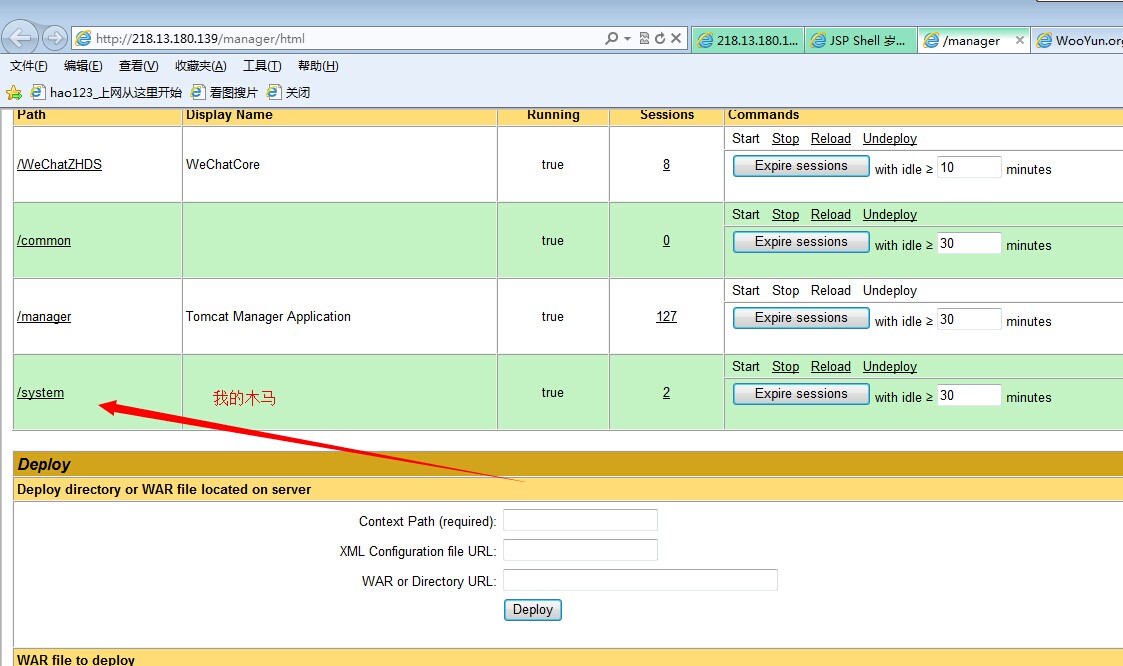 http://218.13.180.139/manager/html
218.13.180.1...
JSP Shell 岁...
/manager
WooYun.org
文件(F) 编辑(E) 查看(V) 收藏夹(A) 工具(T) 帮助(H)
hao123_上网从这里开始 看图搜片 关闭
Path Display Name Running Sessions Commands
Start Stop Reload Undeploy
/WeChatZHDS WeChatCore true 8
Expire sessions with idle ≥ 10 minutes
Start Stop Reload Undeploy
/common true 0
Expire sessions with idle ≥ 30 minutes
Start Stop Reload Undeploy
/manager Tomcat Manager Application true 127
Expire sessions with idle ≥ 30 minutes
Start Stop Reload Undeploy
/system 我的木马 true 2
Expire sessions with idle ≥ 30 minutes
Deploy
Deploy directory or WAR file located on server
Context Path (required):
XML Configuration file URL:
WAR or Directory URL:
Deploy
WAR file to deploy